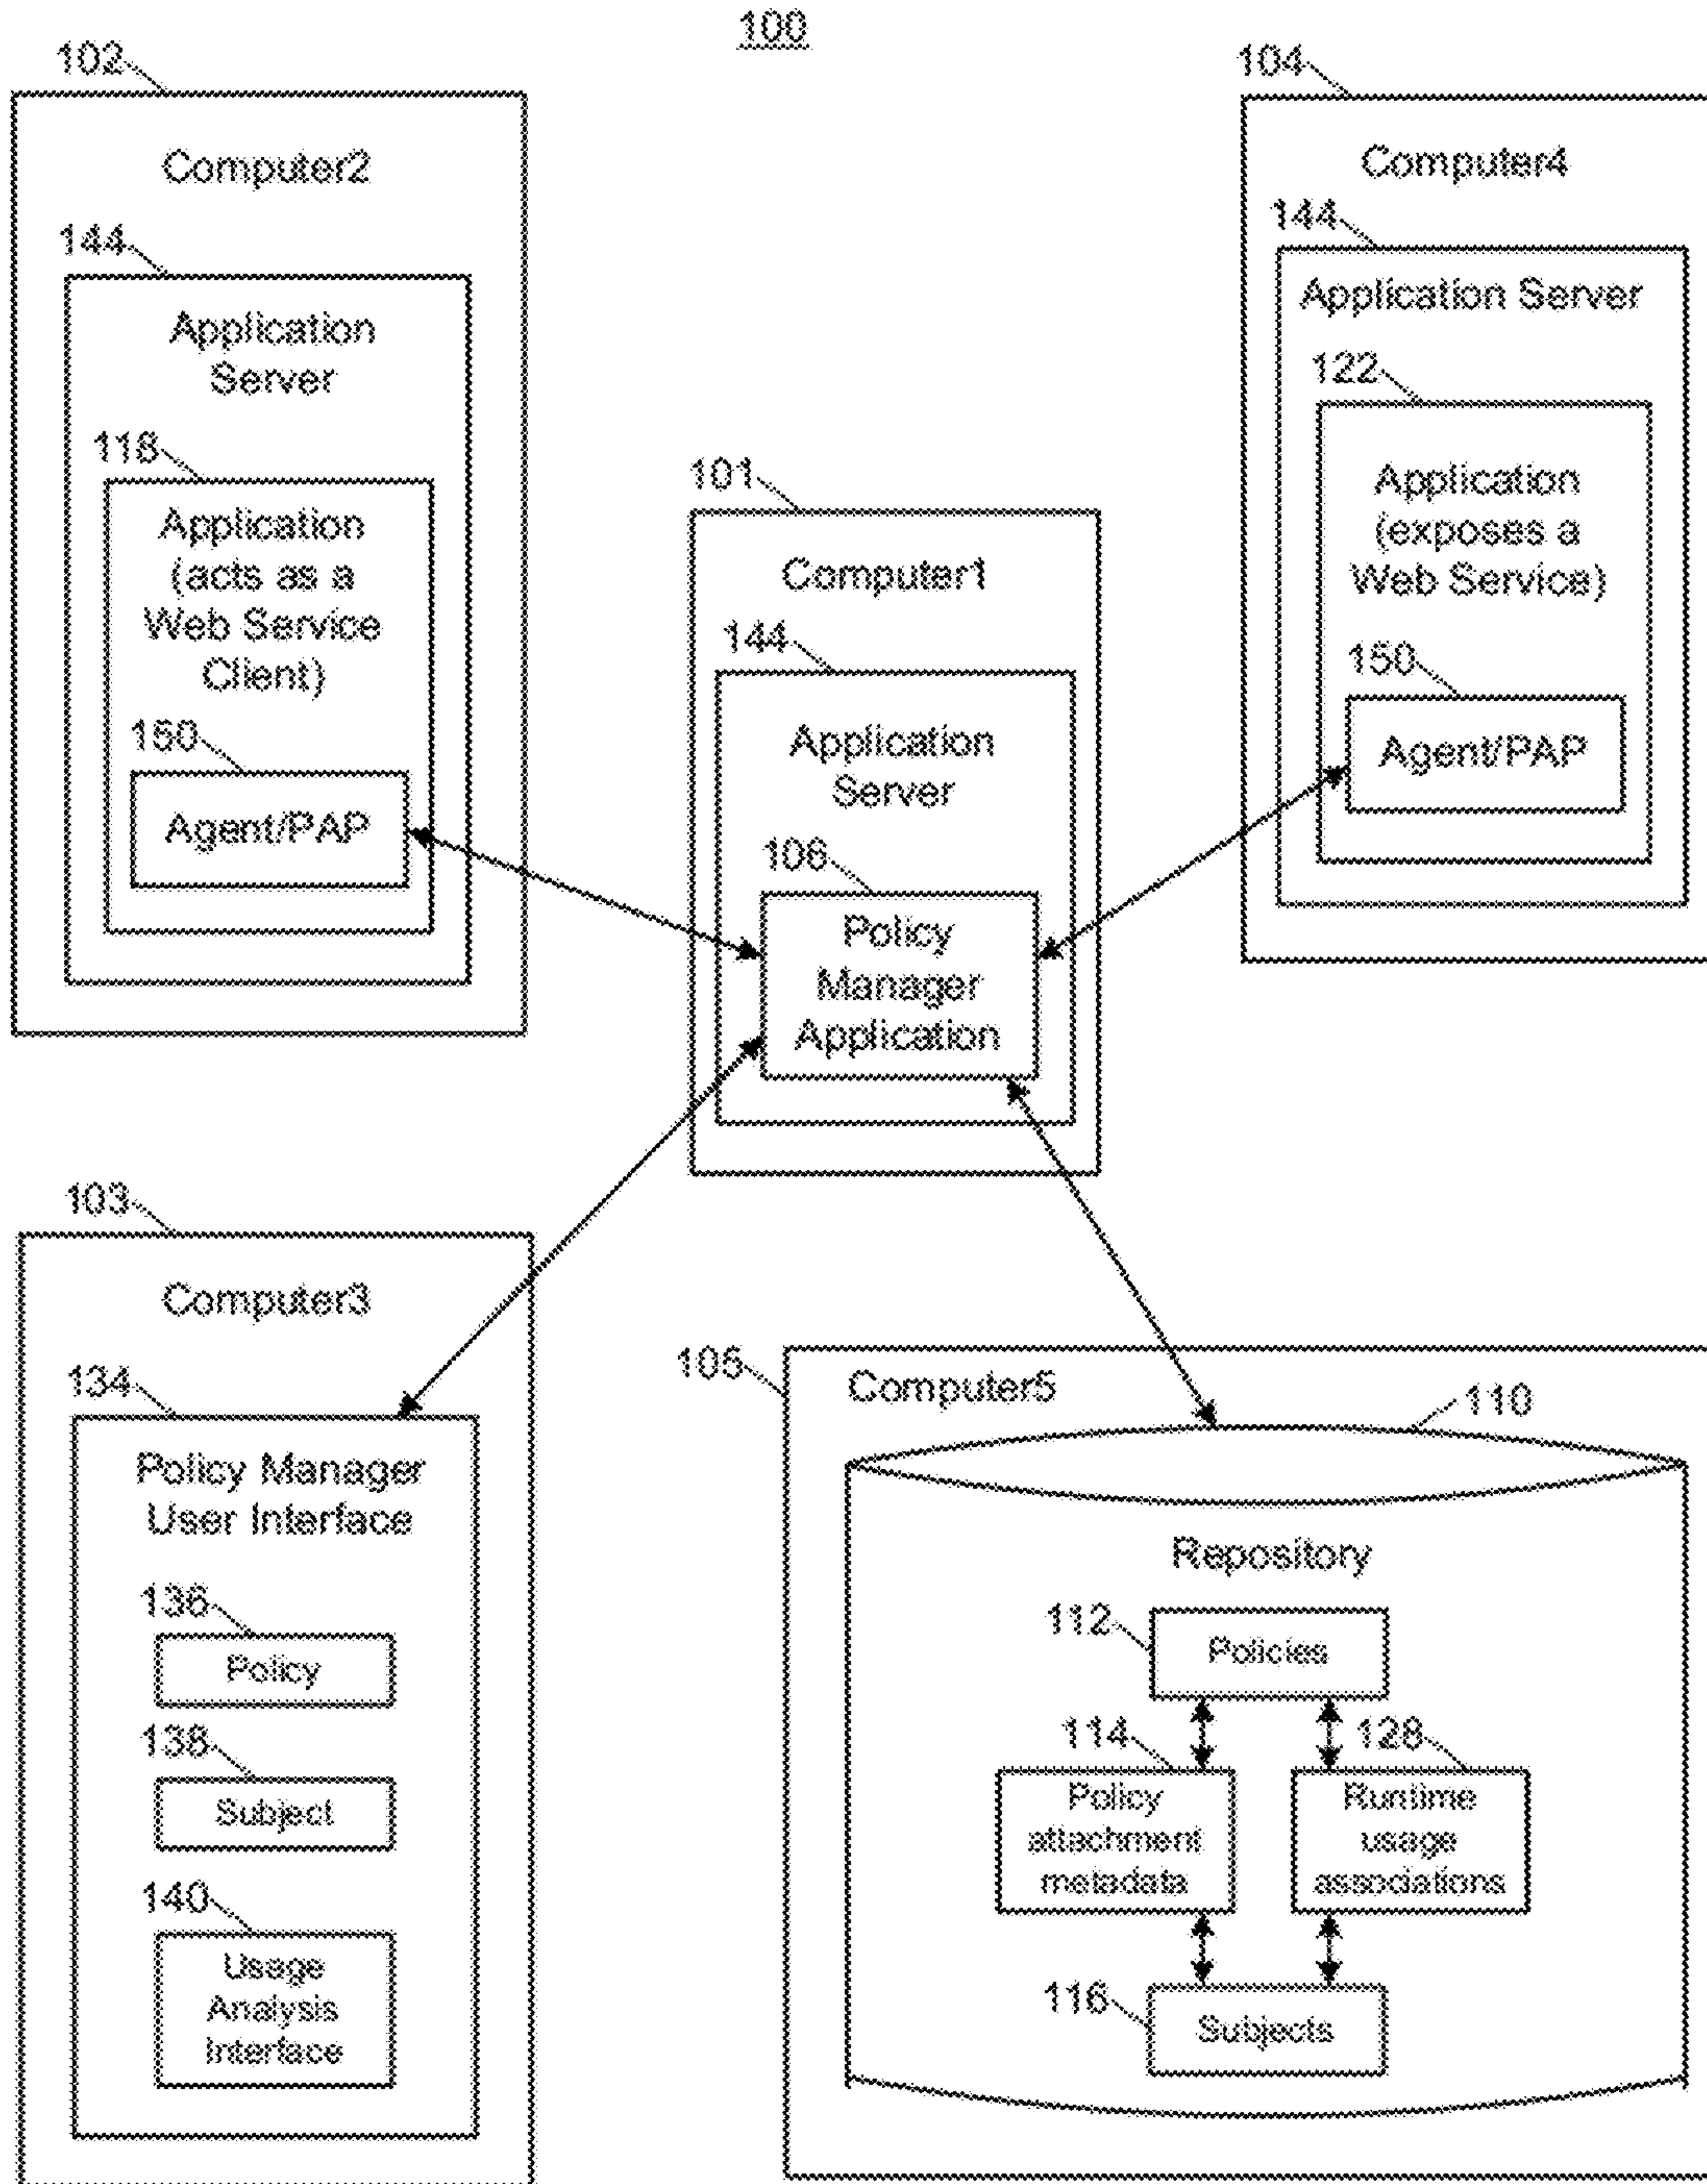 100
102
Computer2
144
Application
Server
118
Application
(acts as a
Web Service
Client)
150
Agent/PAP
104
Computer4
144
Application Server
122
Application
(exposes a
Web Service)
150
Agent/PAP
101
Computer1
144
Application
Server
106
Policy
Manager
Application
103
Computer3
134
Policy Manager
User Interface
136
Policy
138
Subject
140
Usage
Analysis
Interface
105
Computer5
110
Repository
112
Policies
114
Policy
attachment
metadata
128
Runtime
usage
associations
116
Subjects